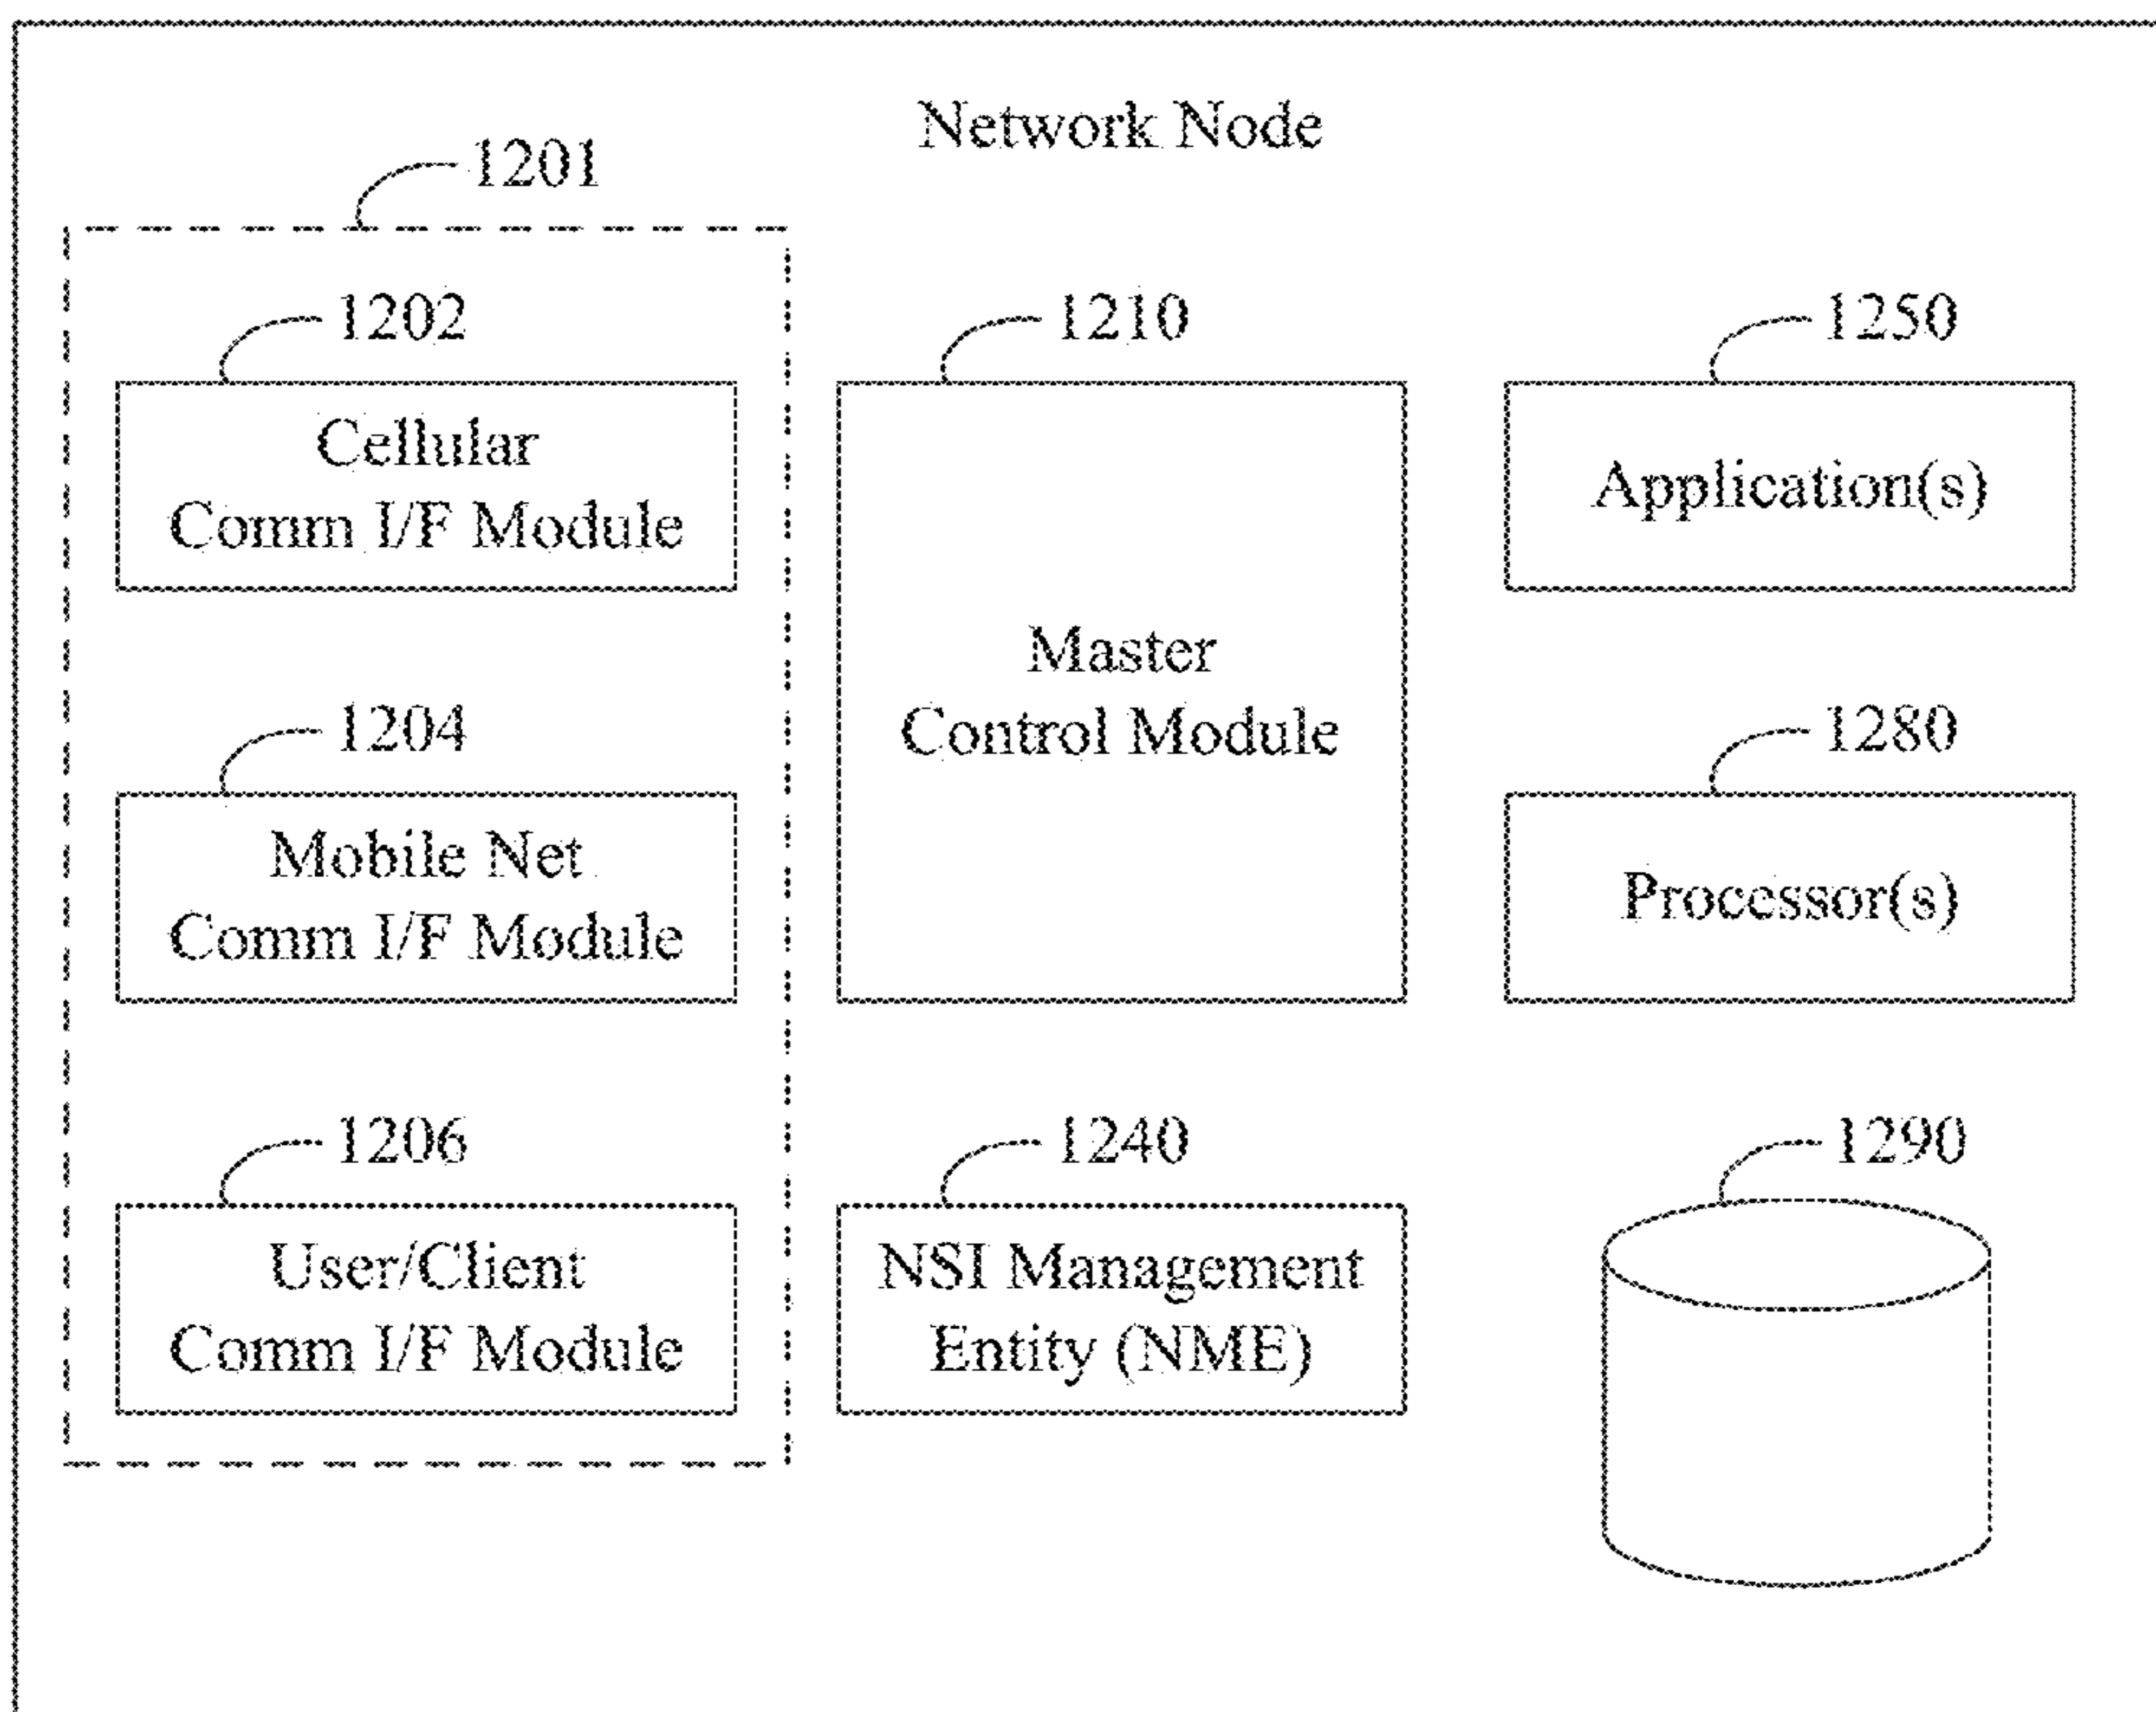 Network Node
1201
1202
Cellular
Comm I/F Module
1204
Mobile Net
Comm I/F Module
1206
User/Client
Comm I/F Module
1210
Master
Control Module
1240
NSI Management
Entity (NME)
1250
Application(s)
1280
Processor(s)
1290